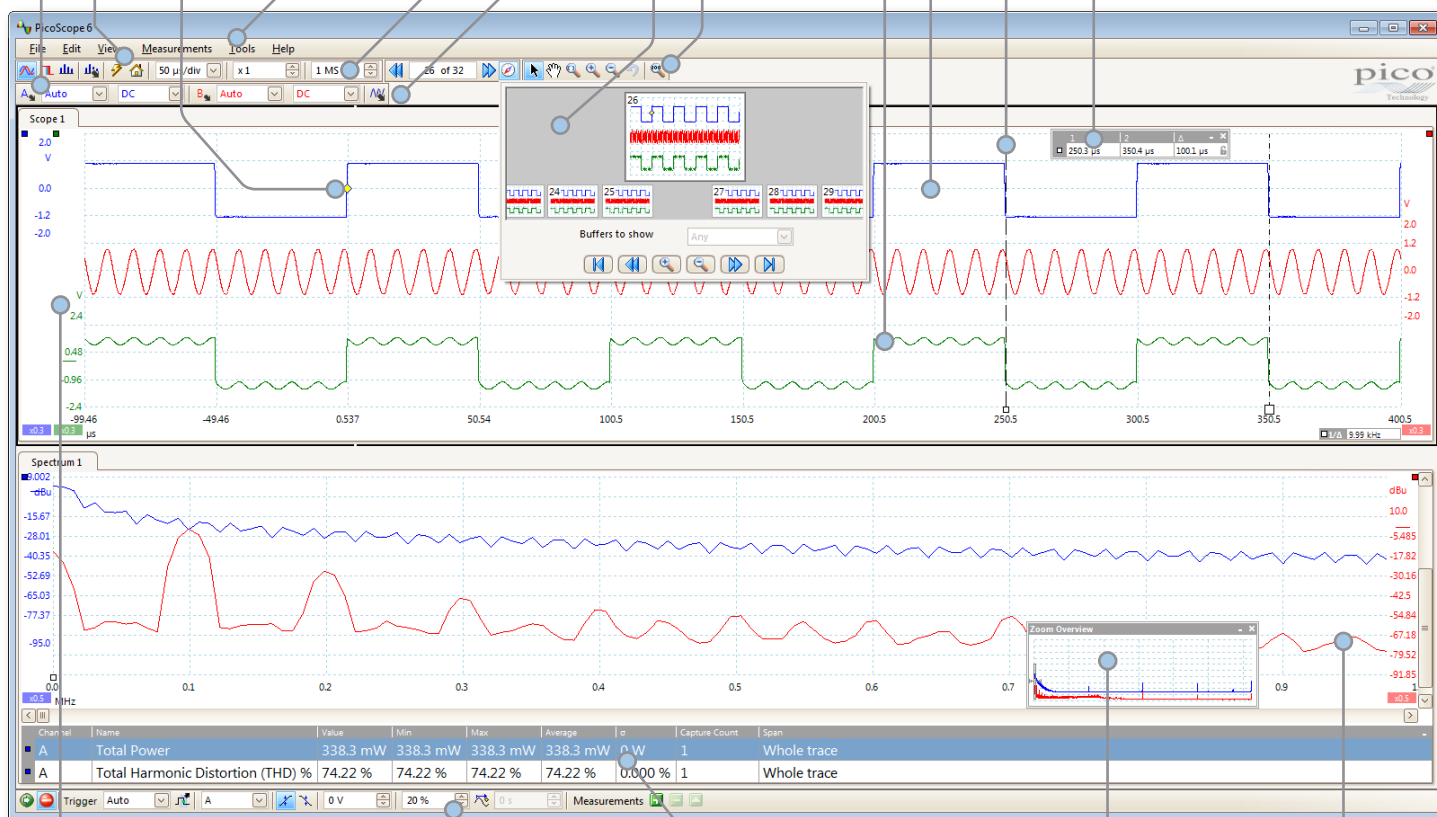 PicoScope 6
File Edit Views Measurements Tools Help
50 µs/div x 1 1 MS 26 of 32
pico
Technology
A Auto DC B Auto DC
Scope 1
26
24 25 27 28 29
Buffers to show Any
1 2 Δ
250.3 µs 350.4 µs 100.1 µs
2.0
V
0.0
-1.2
-2.0
V
2.0
1.2
0.0
-1.2
-2.0
V
2.4
0.48
-0.96
-2.4
-99.46 -49.46 0.537 50.54 100.5 150.5 200.5 250.5 300.5 350.5 400.5
x0.3 x0.3 µs
1/Δ 9.99 kHz x0.3
Spectrum 1
9.002
dBu
-15.67
-28.01
-40.35
-52.69
-65.03
-77.37
-95.0
dBu
10.0
-5.485
-17.82
-30.16
-42.5
-54.84
-67.18
-79.52
-91.85
Zoom Overview
0.0 0.1 0.2 0.3 0.4 0.5 0.6 0.7 0.9 1
x0.5 MHz x0.5
Channel Name Value Min Max Average σ Capture Count Span
A Total Power 338.3 mW 338.3 mW 338.3 mW 338.3 mW 0 W 1 Whole trace
A Total Harmonic Distortion (THD) % 74.22 % 74.22 % 74.22 % 74.22 % 0.000 % 1 Whole trace
Trigger Auto A 0 V 20 % 0 s Measurements